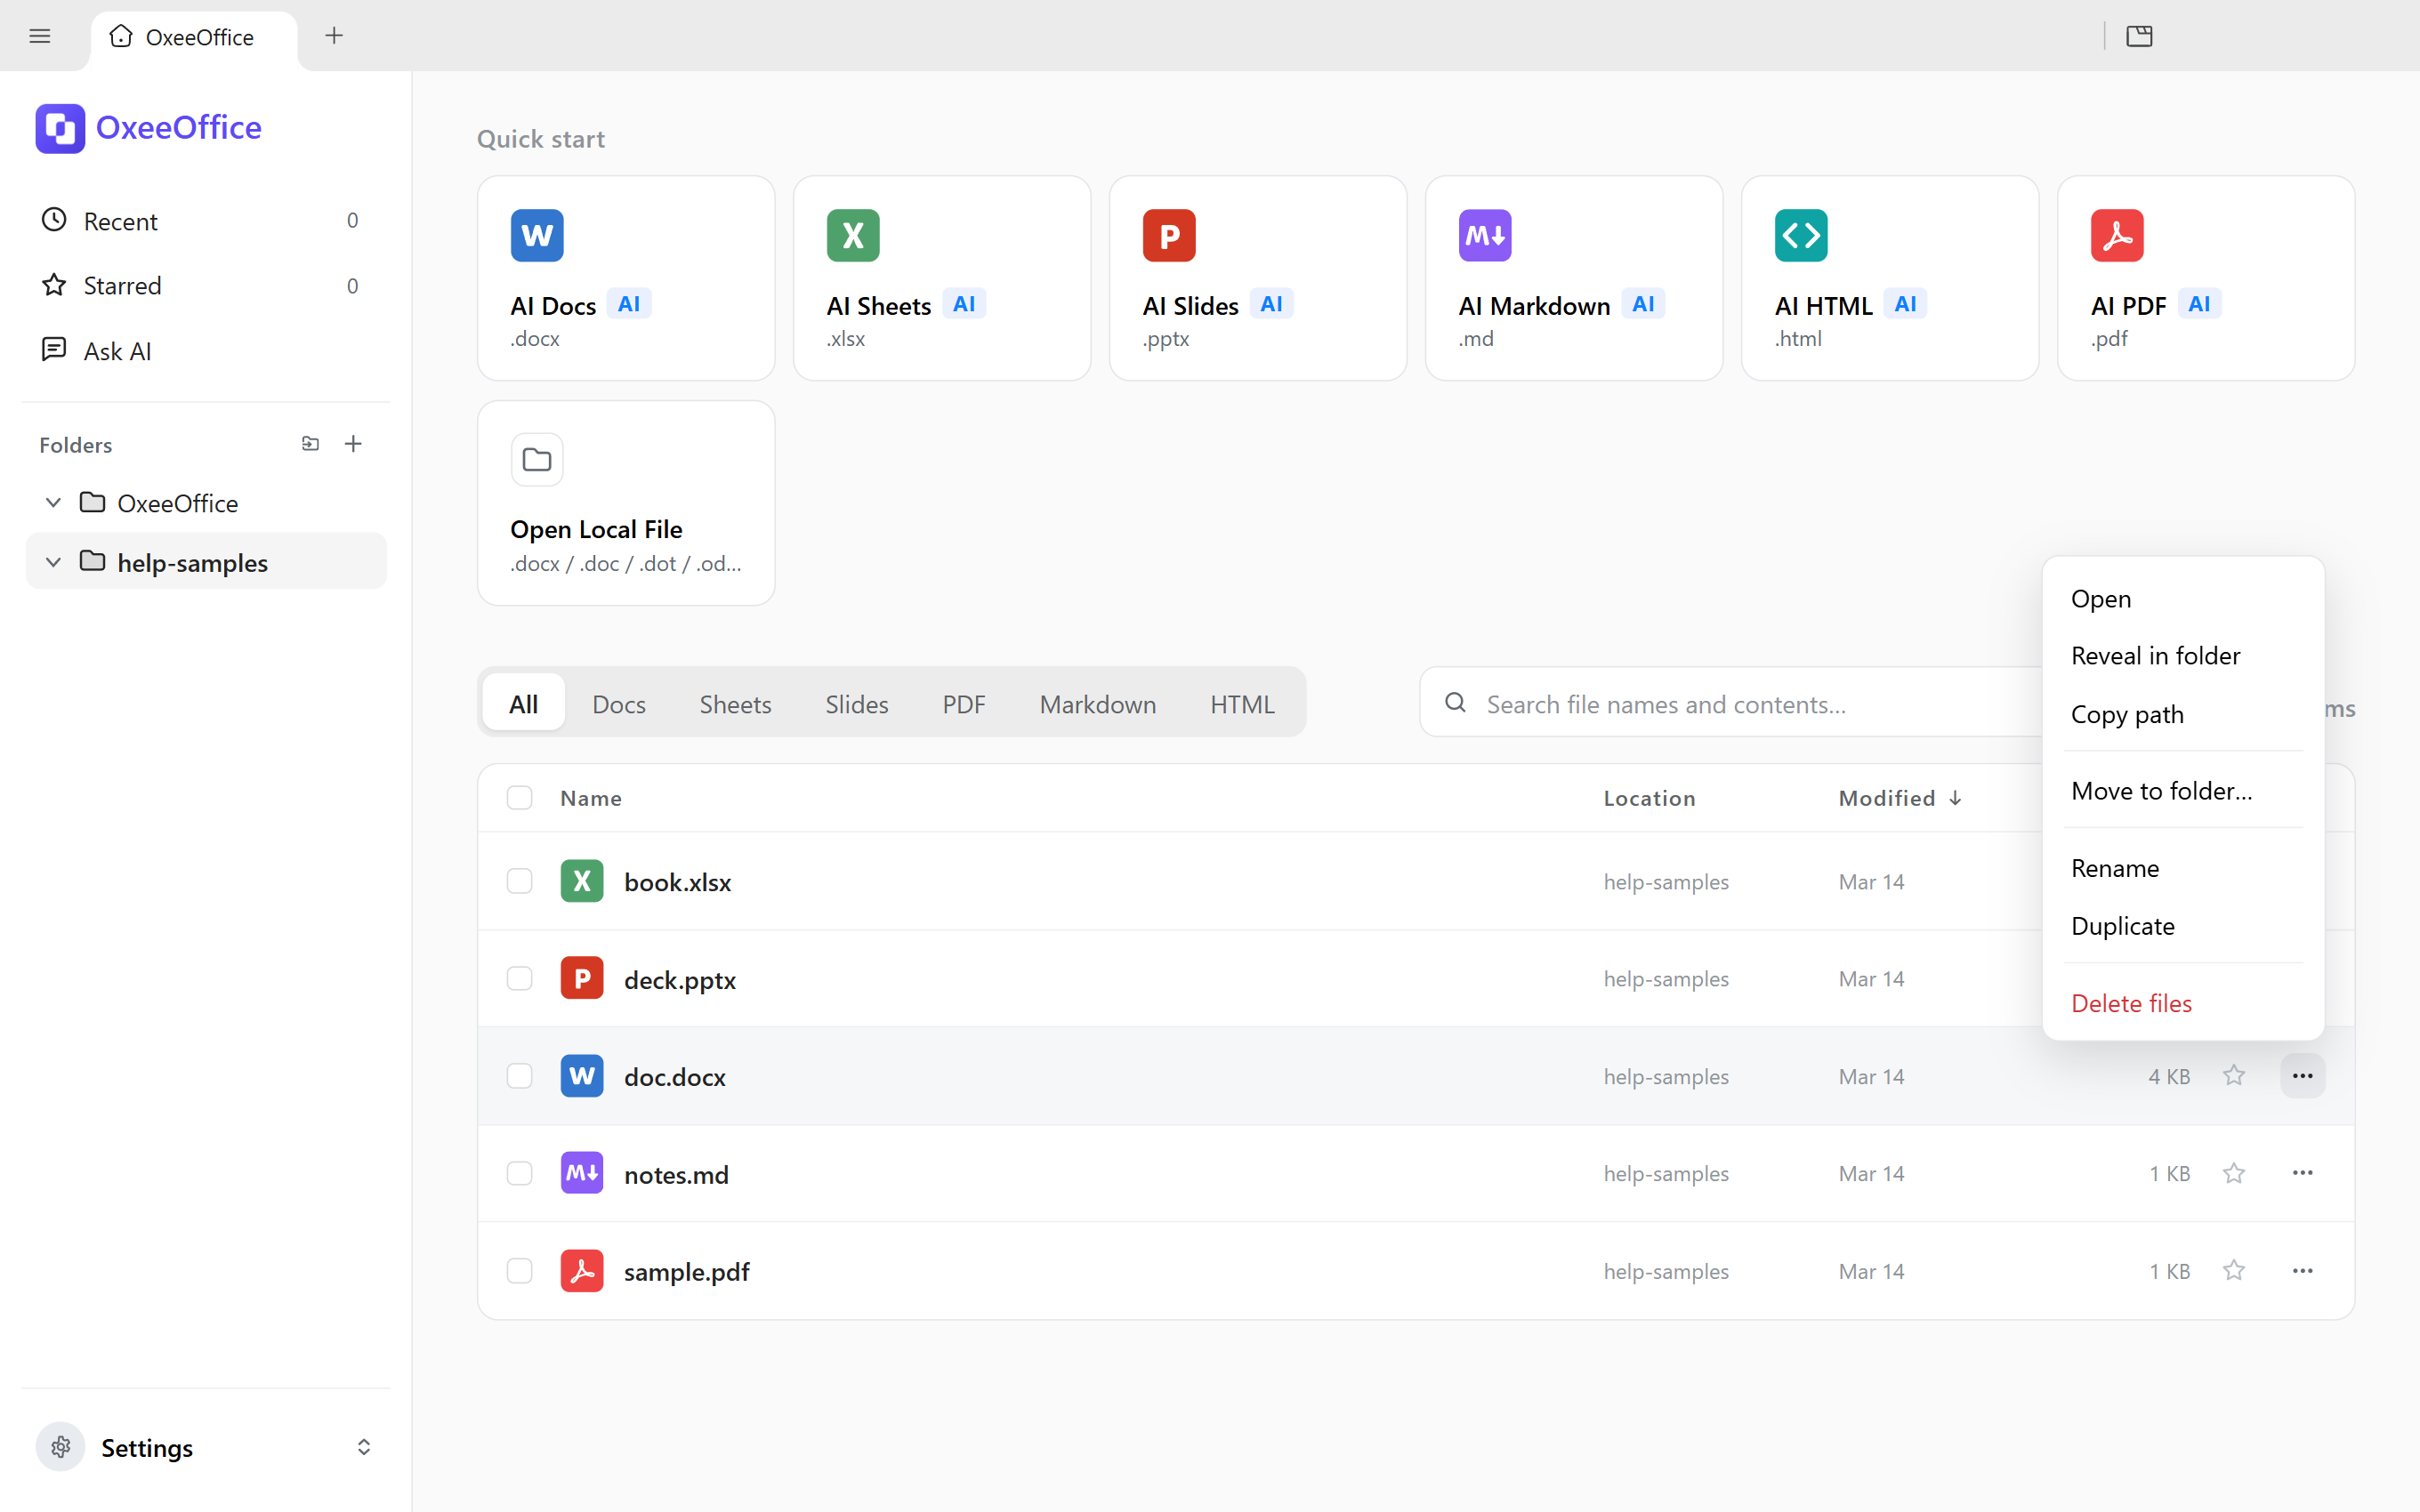 OxeeOffice
OxeeOffice
Recent 0
Starred 0
Ask AI
Folders
OxeeOffice
help-samples
Settings
Quick start
W
AI Docs AI
.docx
X
AI Sheets AI
.xlsx
P
AI Slides AI
.pptx
M↓
AI Markdown AI
.md
<>
AI HTML AI
.html
AI PDF AI
.pdf
Open Local File
.docx / .doc / .dot / .od...
All Docs Sheets Slides PDF Markdown HTML
Search file names and contents...
Name Location Modified ↓
X book.xlsx help-samples Mar 14
P deck.pptx help-samples Mar 14
W doc.docx help-samples Mar 14 4 KB
M↓ notes.md help-samples Mar 14 1 KB
sample.pdf help-samples Mar 14 1 KB
Open
Reveal in folder
Copy path
Move to folder...
Rename
Duplicate
Delete files